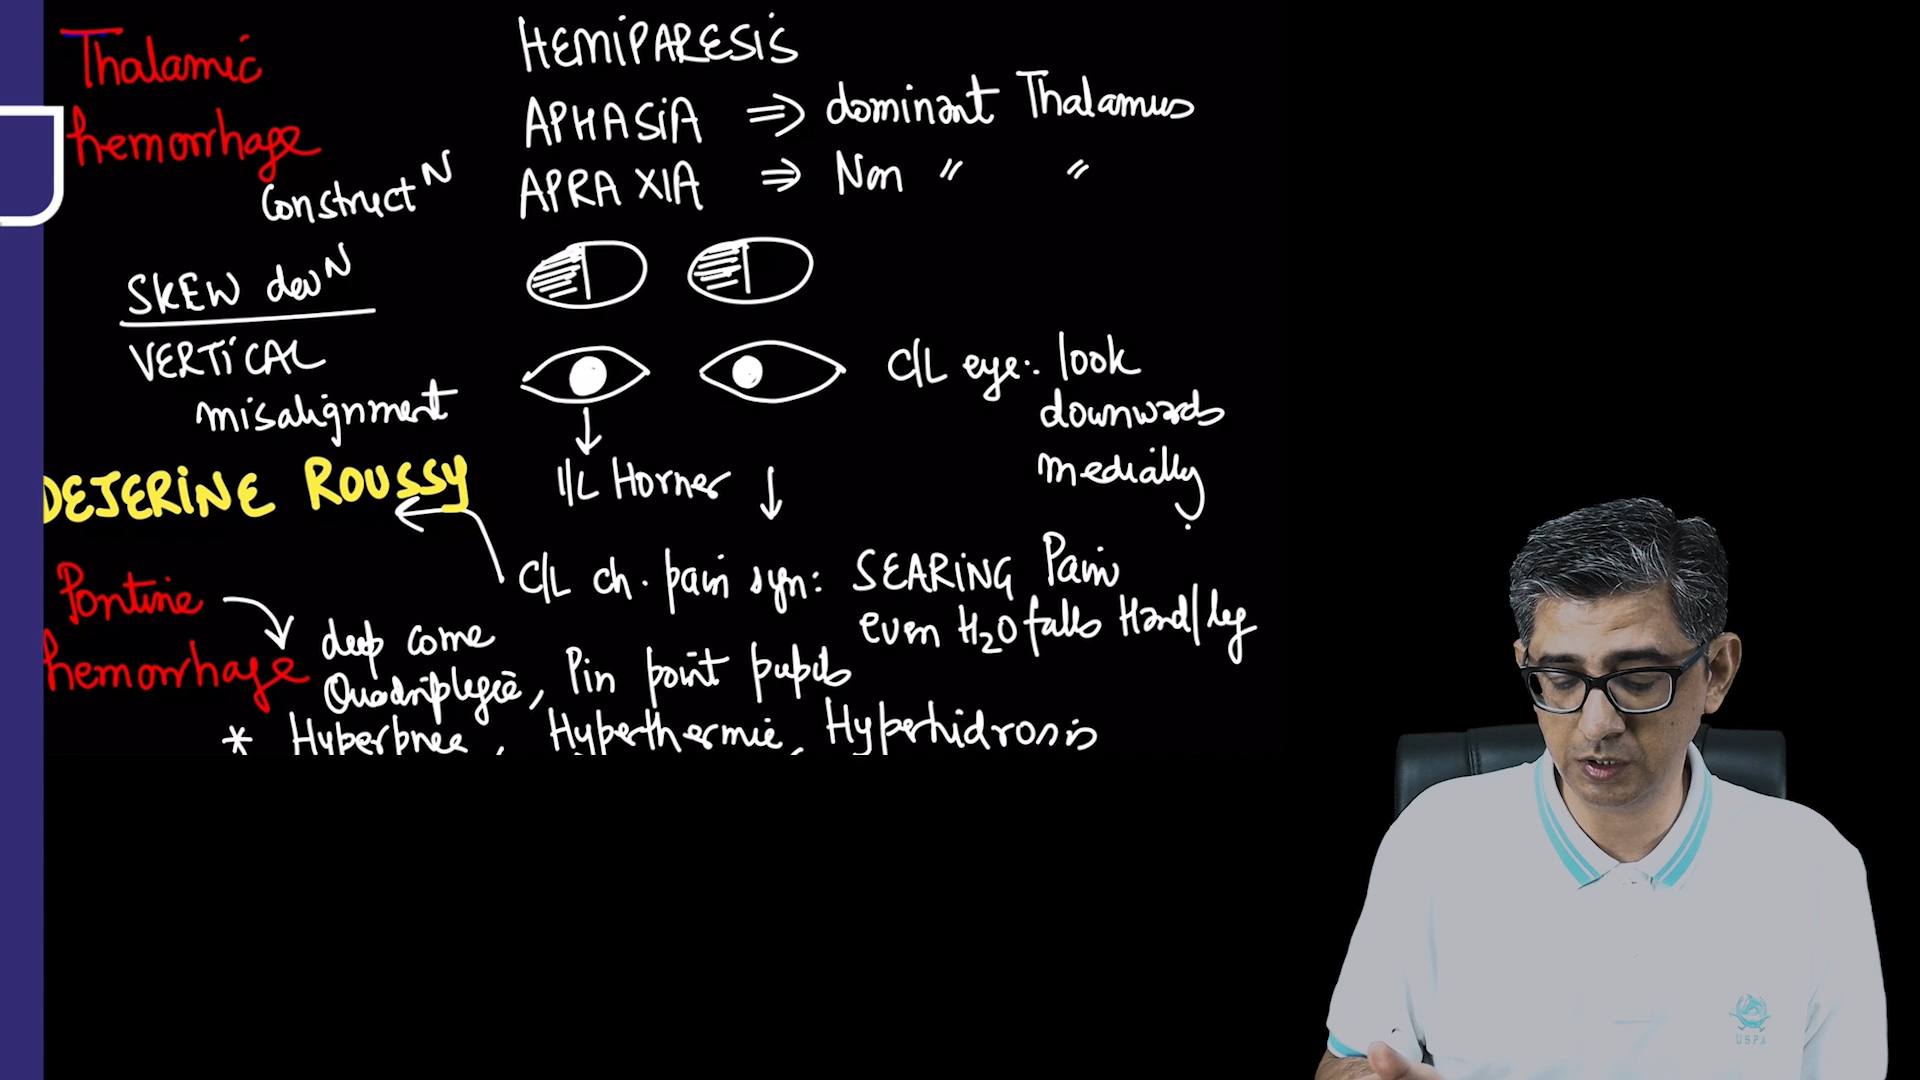 Thalamic
hemorrhage
HEMiPARESiS
APHASiA ⇒ dominant Thalamus
Construct^N APRAXIA ⇒ Non " "
SKEW dev^N
VERTiCAL
misalignment
C/L eye: look
downwards
medially
I/L Horner ↓
DEJERINE ROUSSY
C/L ch. pain syn: SEARING Pain
even H2O falls Hand/leg
Pontine
hemorrhage
deep coma
Quadriplegia, Pin point pupils
* Hyperpnea, Hyperthermia, Hyperhidrosis
USPA